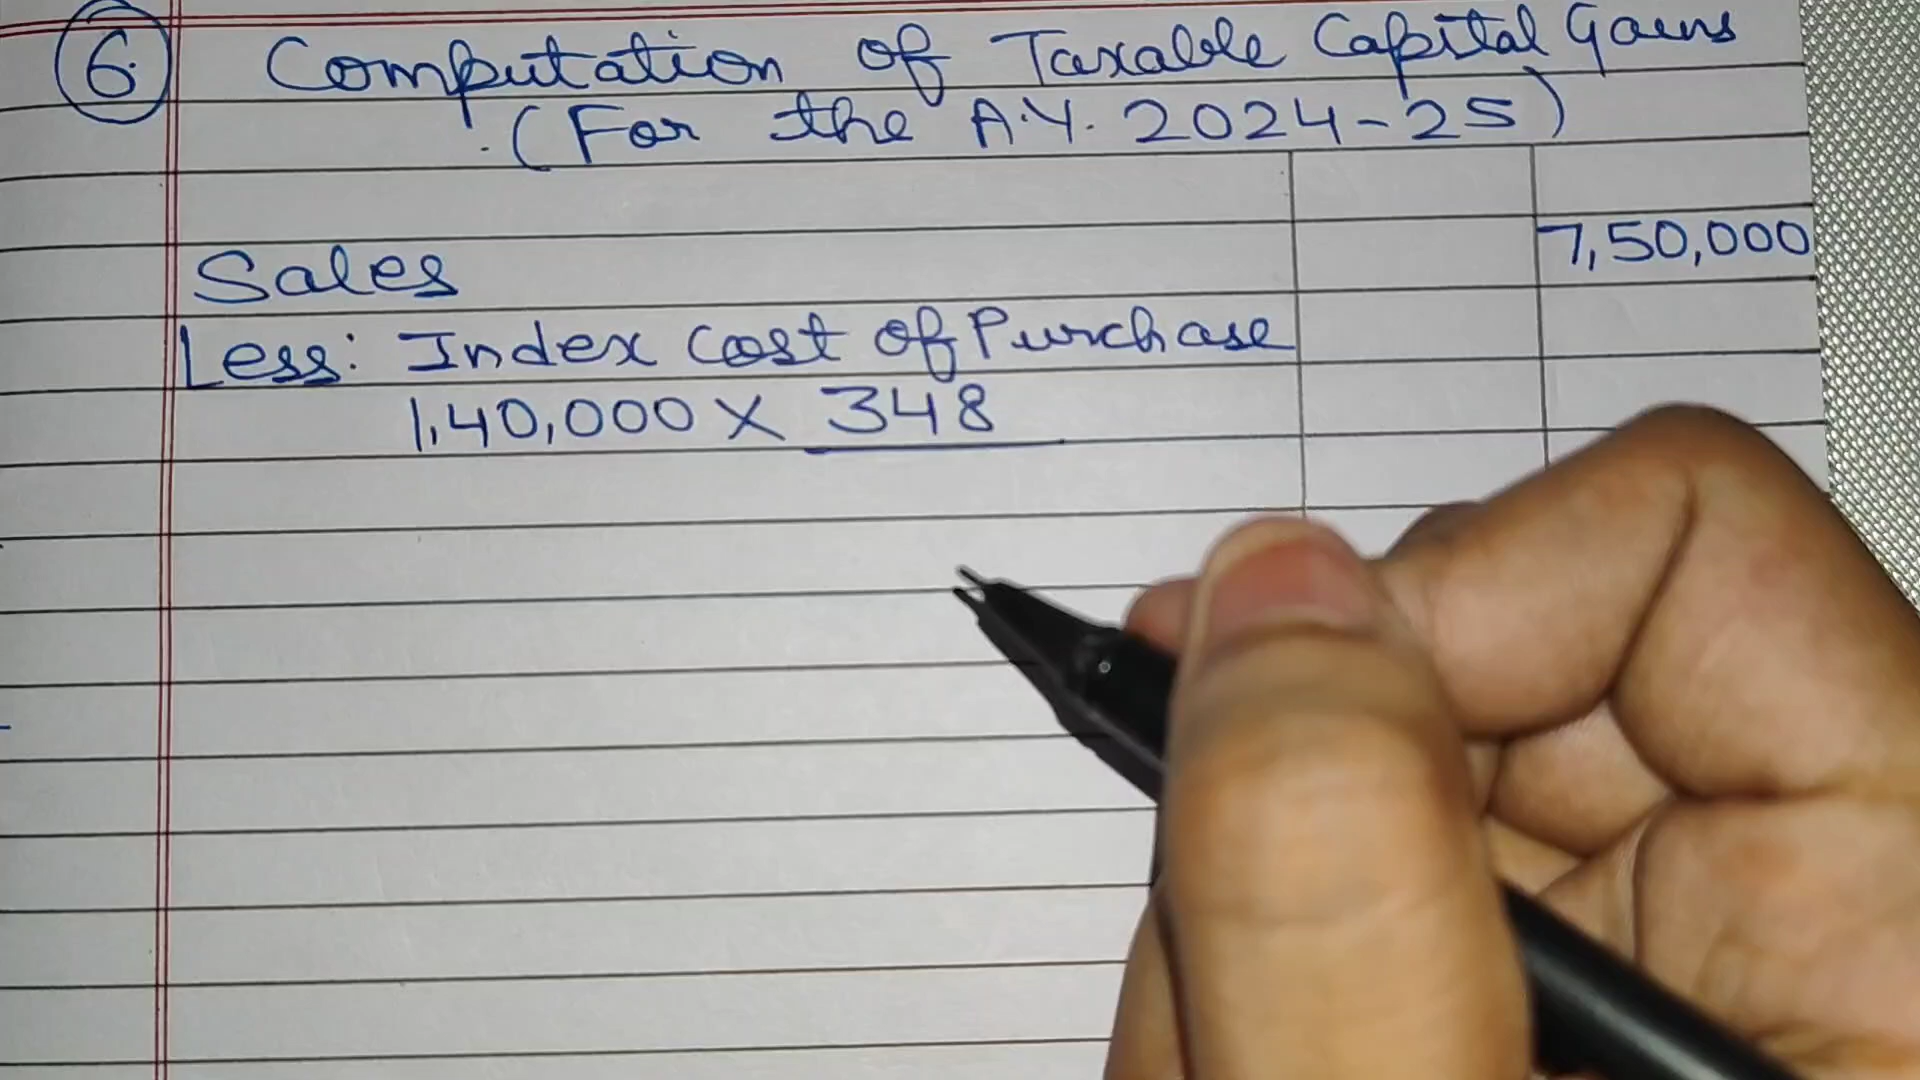 6.
Computation of Taxable Capital Gains
(For the A.Y. 2024-25)
Sales 7,50,000
Less: Index Cost of Purchase
1,40,000 X 348